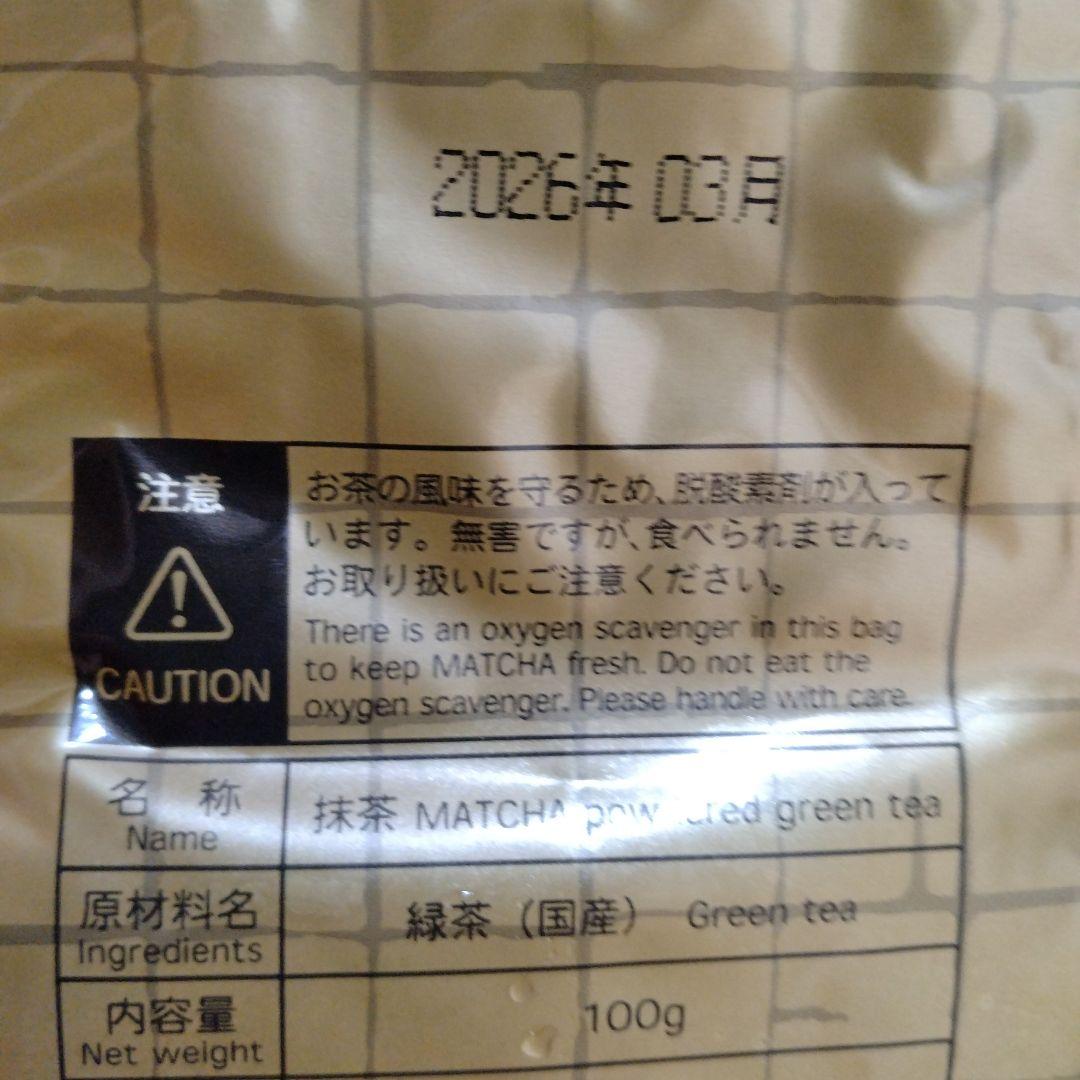 2026年 03月
注意
CAUTION
お茶の風味を守るため、脱酸素剤が入って
います。無害ですが、食べられません。
お取り扱いにご注意ください。
There is an oxygen scavenger in this bag
to keep MATCHA fresh. Do not eat the
oxygen scavenger. Please handle with care.
名 称
Name
抹茶 MATCHA green tea
原材料名
Ingredients
緑茶（国産） Green tea
内容量
Net weight
100g